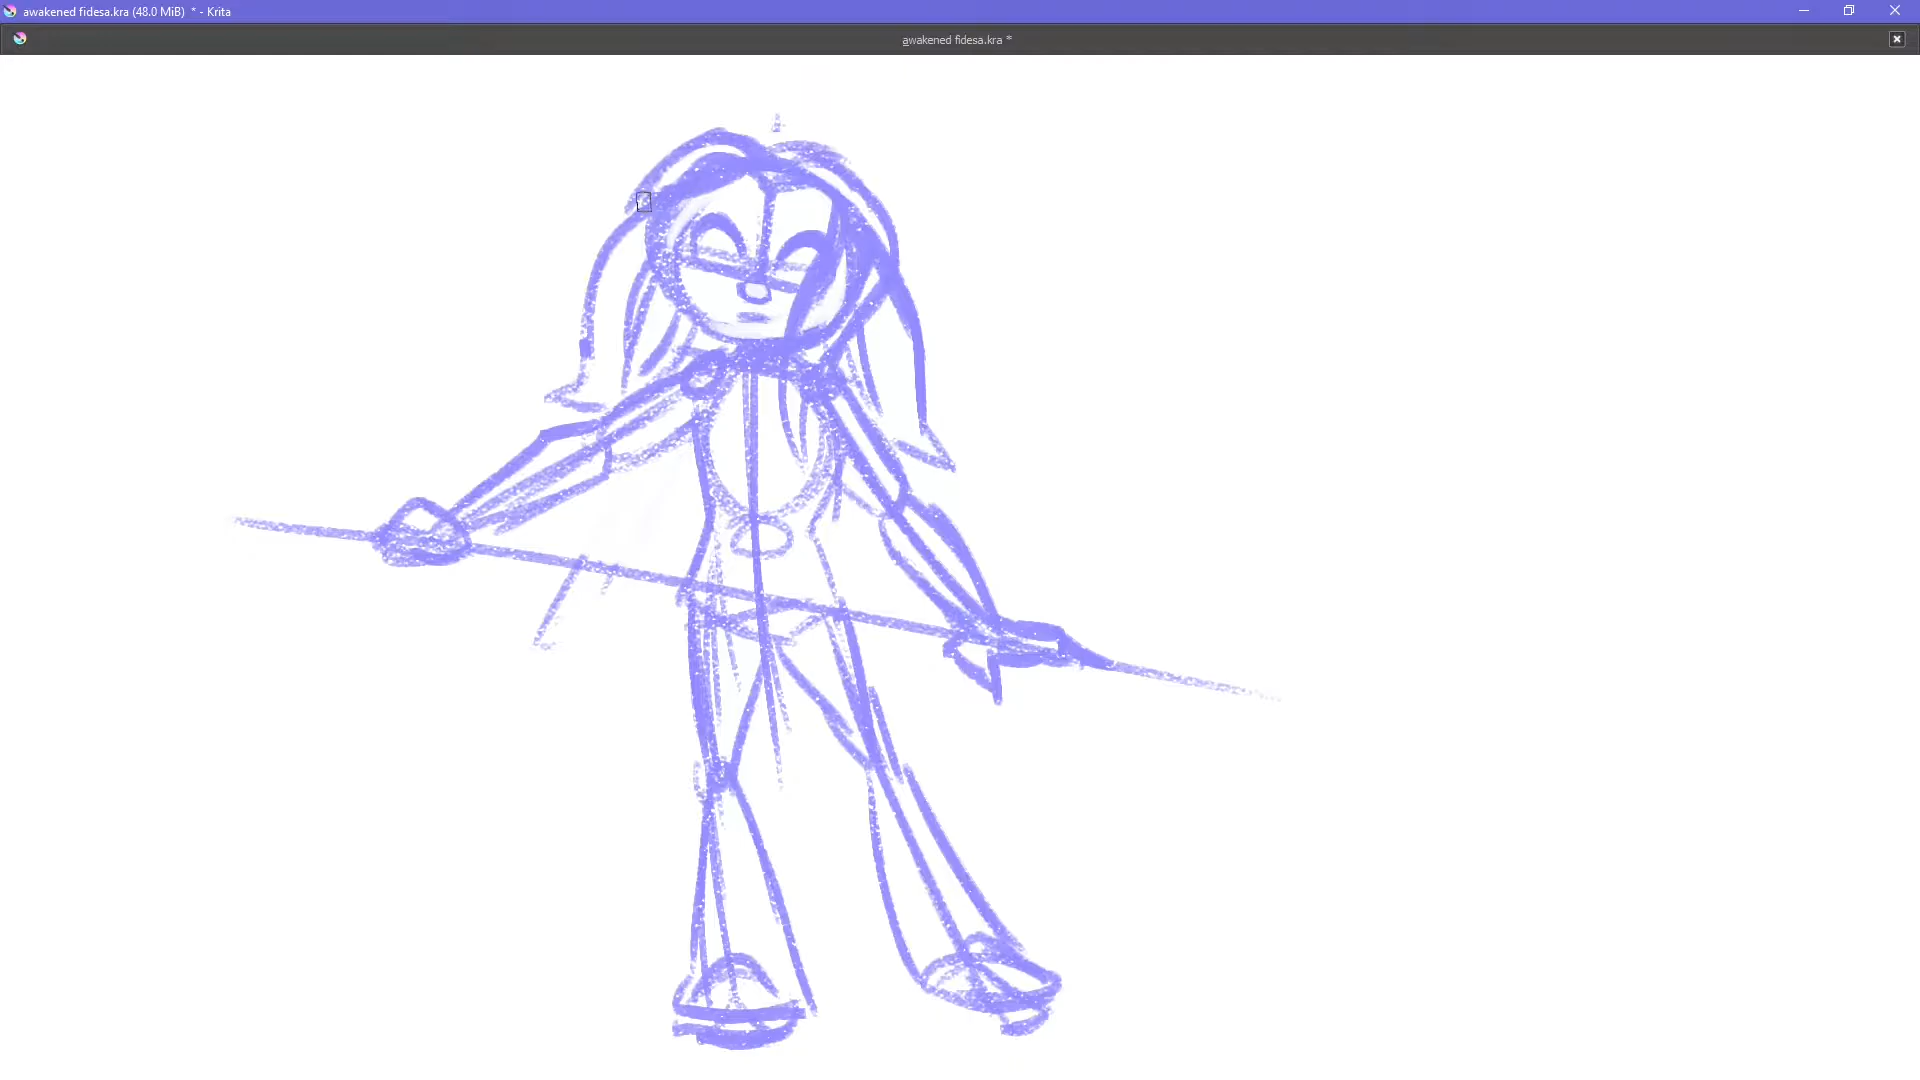 awakened fidesa.kra (48.0 MiB)  * - Krita
awakened fidesa.kra *